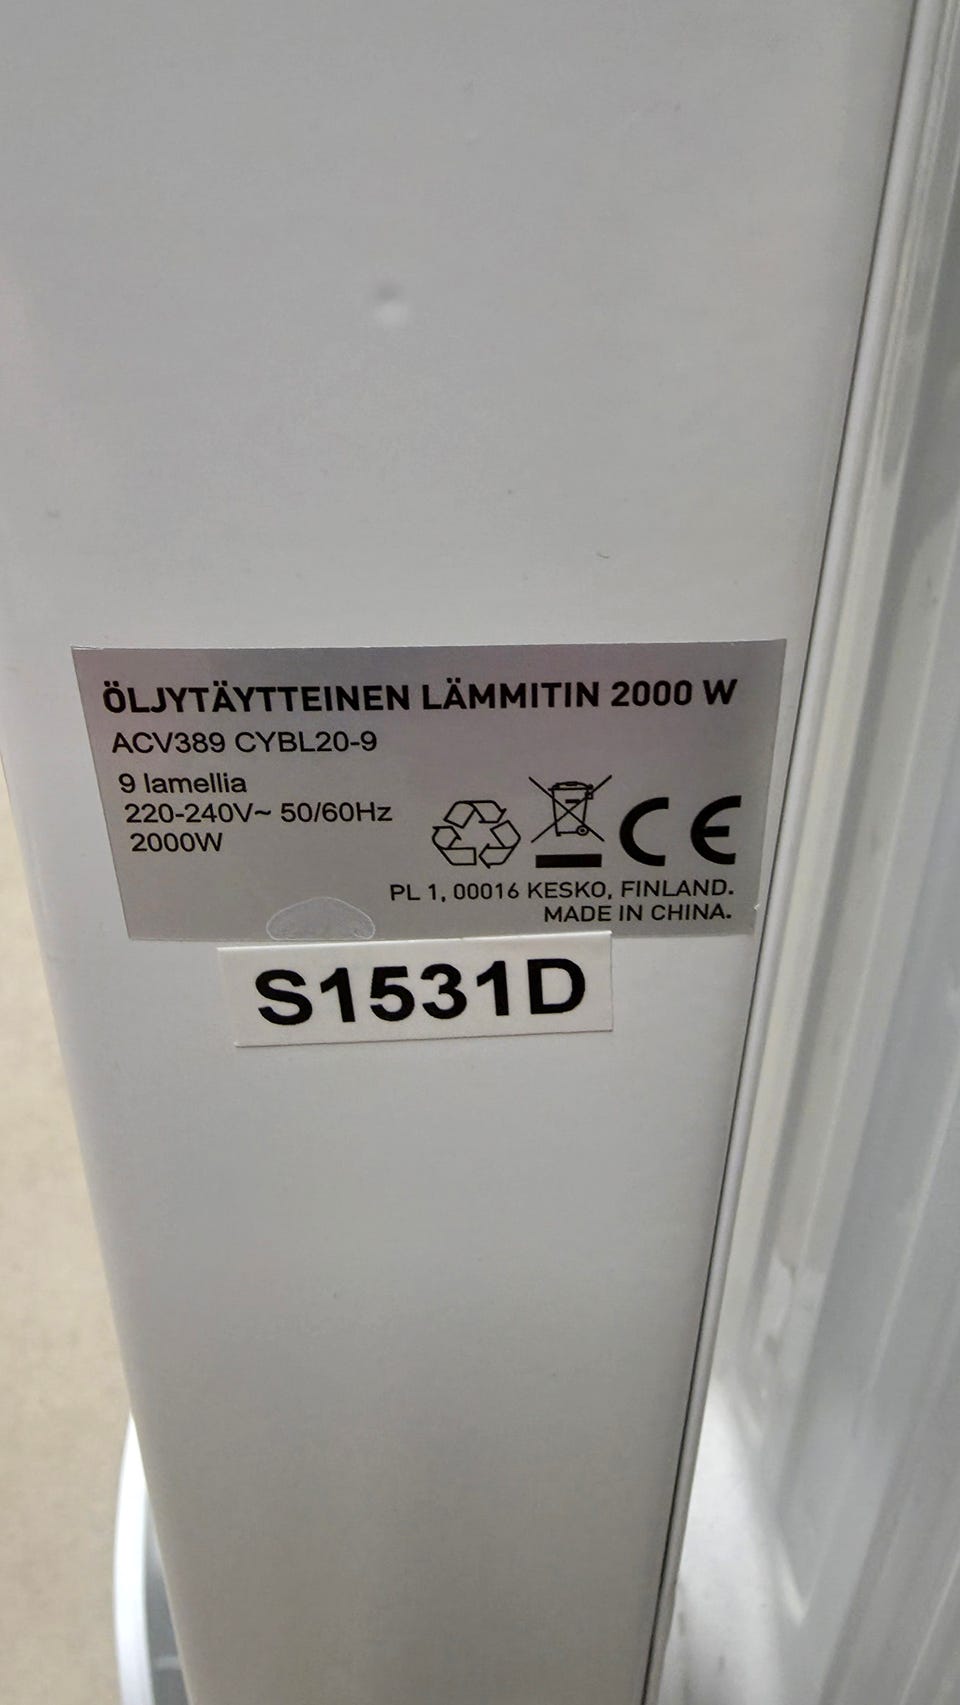 ÖLJYTÄYTTEINEN LÄMMITIN 2000 W
ACV389 CYBL20-9
9 lamellia
220-240V~ 50/60Hz
2000W
CE
PL 1, 00016 KESKO, FINLAND.
MADE IN CHINA.
S1531D